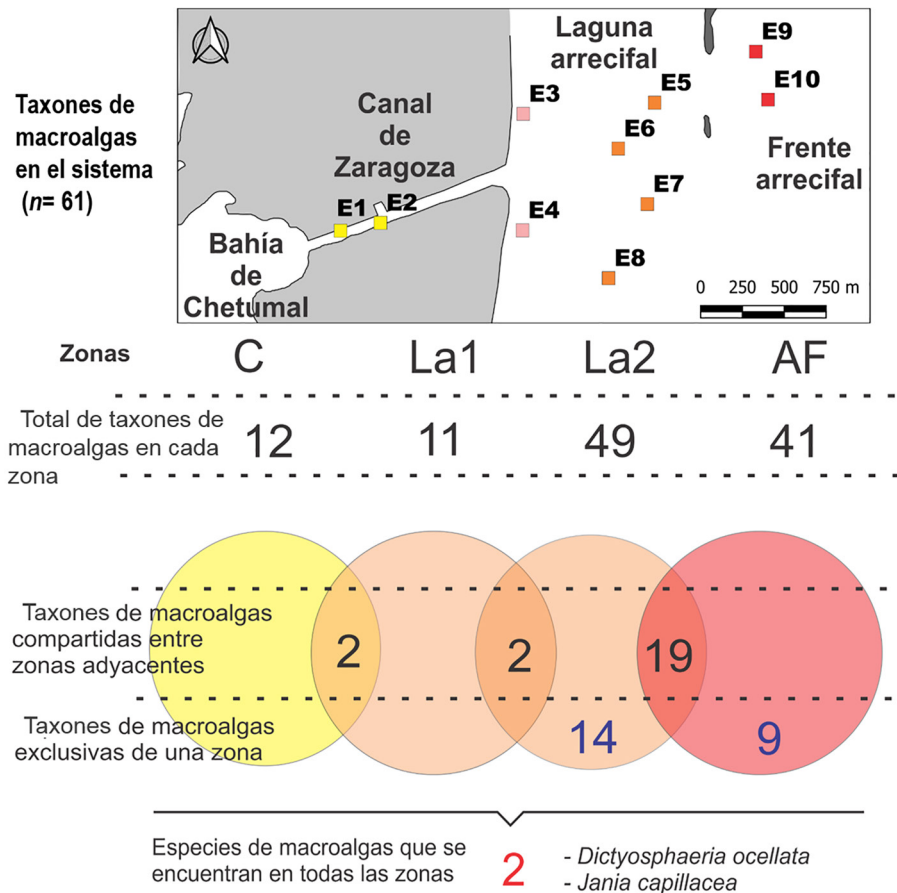 Taxones de
macroalgas
en el sistema
(n= 61)
Laguna
arrecifal
E9
E10
E3
E5
Canal
de
Zaragoza
E6
Frente
arrecifal
E1
E2
E4
E7
Bahía
de
Chetumal
E8
0 250 500 750 m
Zonas C La1 La2 AF
Total de taxones de
macroalgas en cada
zona
12 11 49 41
Taxones de macroalgas
compartidas entre
zonas adyacentes
2 2 19
Taxones de macroalgas
exclusivas de una zona
14 9
Especies de macroalgas que se
encuentran en todas las zonas
2
- Dictyosphaeria ocellata
- Jania capillacea